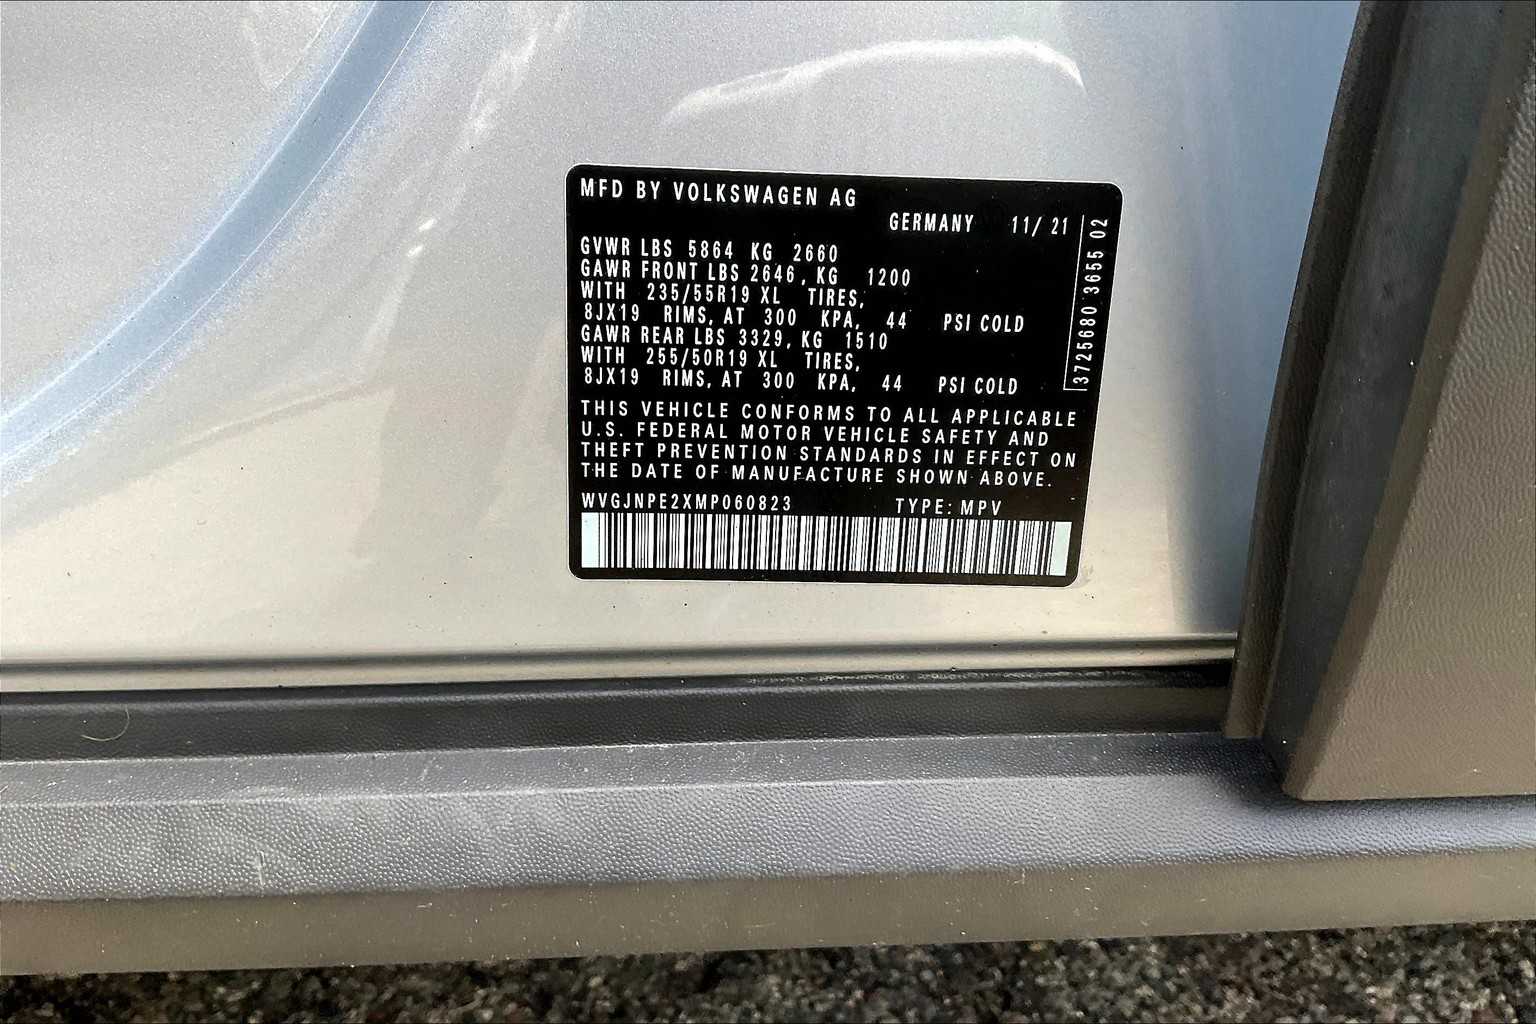 MFD BY VOLKSWAGEN AG
GERMANY 11/ 21
GVWR LBS 5864 KG 2660
GAWR FRONT LBS 2646, KG 1200
WITH 235/55R19 XL TIRES,
8JX19 RIMS, AT 300 KPA, 44 PSI COLD
GAWR REAR LBS 3329, KG 1510
WITH 255/50R19 XL TIRES,
8JX19 RIMS, AT 300 KPA, 44 PSI COLD
THIS VEHICLE CONFORMS TO ALL APPLICABLE
U.S. FEDERAL MOTOR VEHICLE SAFETY AND
THEFT PREVENTION STANDARDS IN EFFECT ON
THE DATE OF MANUFACTURE SHOWN ABOVE.
WVGJNPE2XMP060823 TYPE: MPV
3725680 3655 02